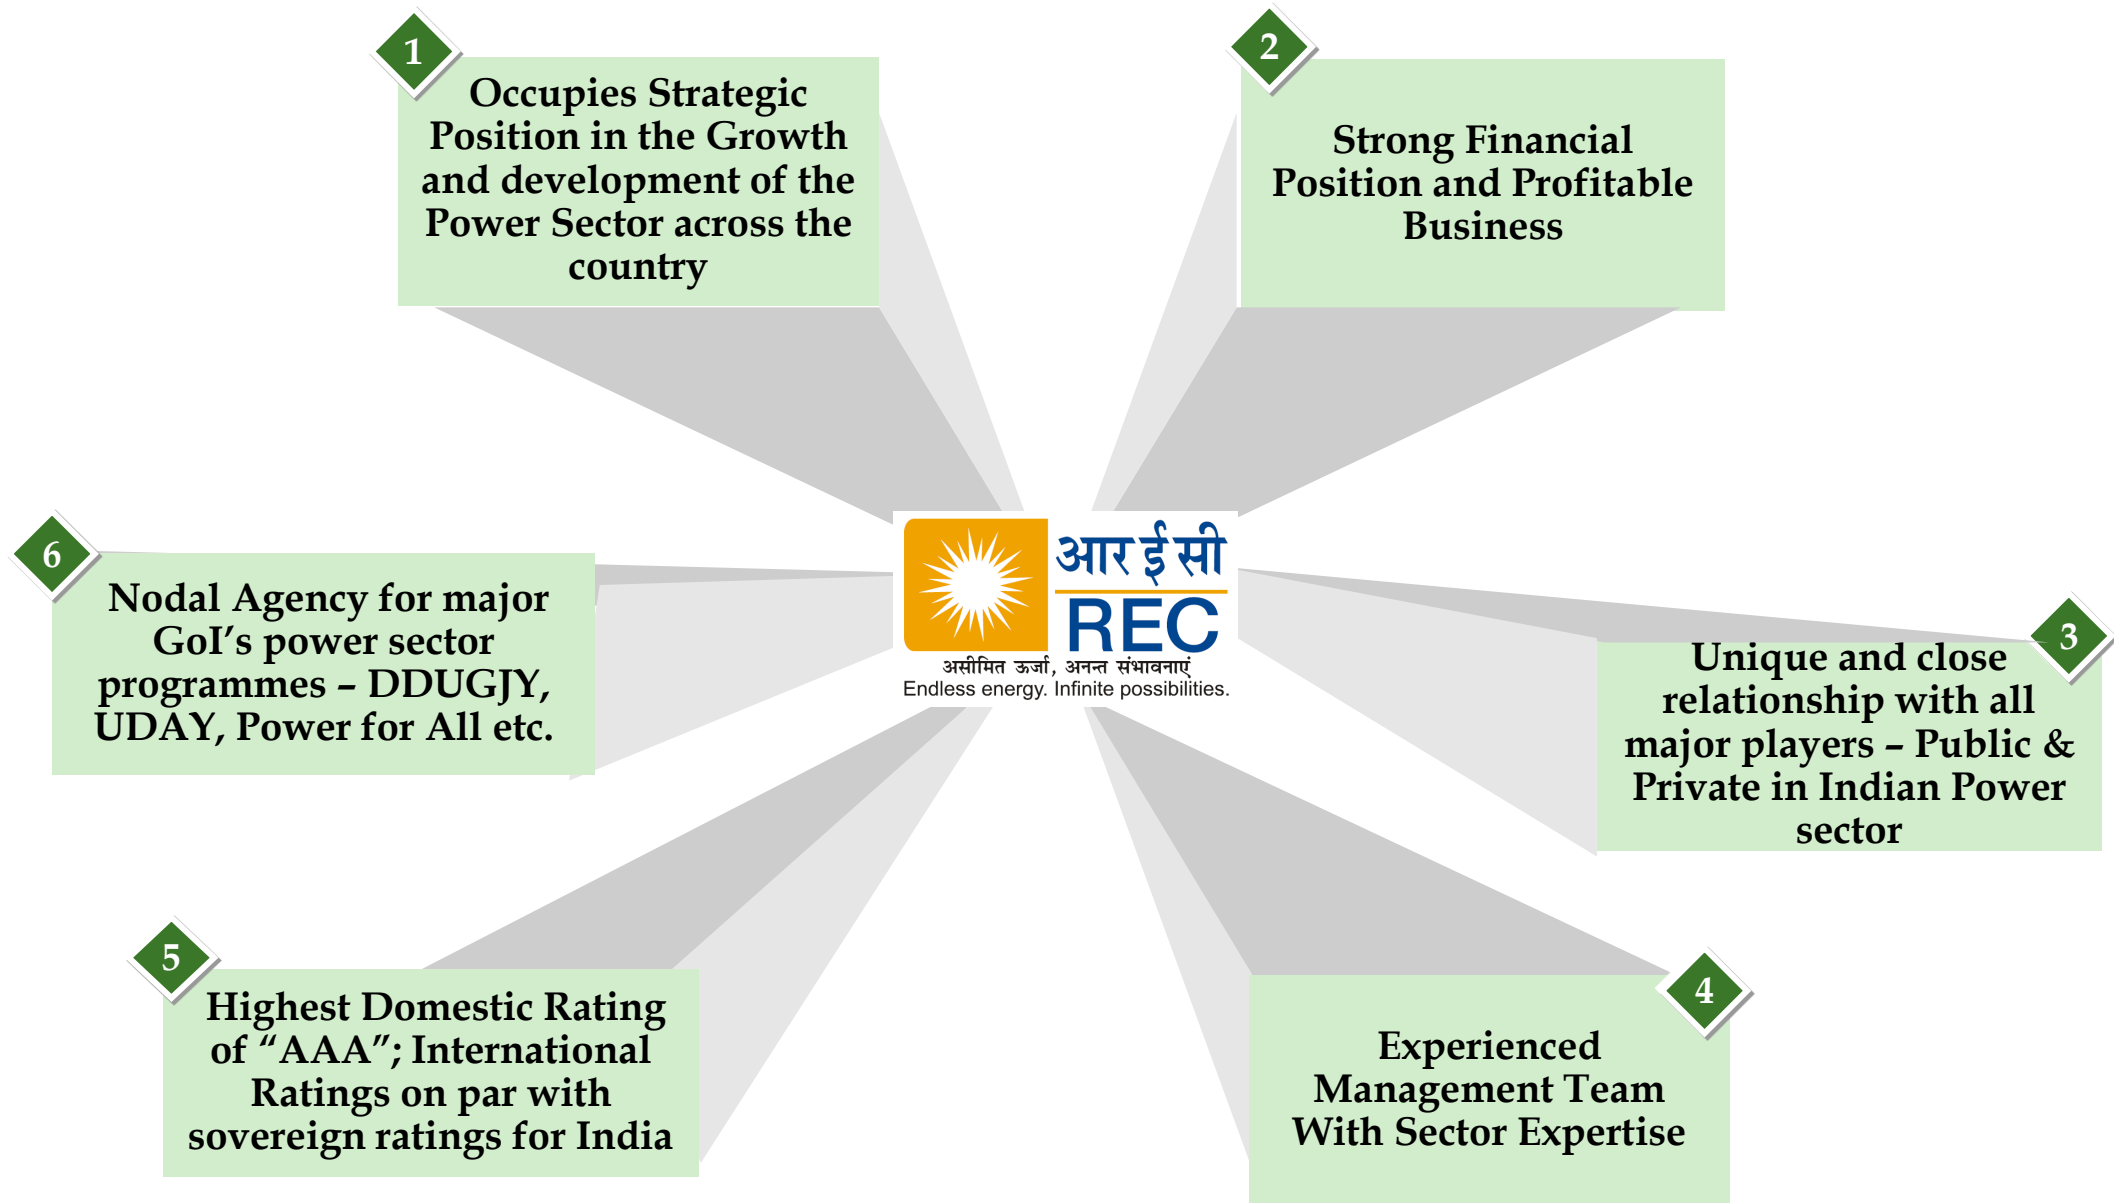 1
Occupies Strategic
Position in the Growth
and development of the
Power Sector across the
country
2
Strong Financial
Position and Profitable
Business
3
Unique and close
relationship with all
major players – Public &
Private in Indian Power
sector
4
Experienced
Management Team
With Sector Expertise
5
Highest Domestic Rating
of “AAA”; International
Ratings on par with
sovereign ratings for India
6
Nodal Agency for major
GoI’s power sector
programmes – DDUGJY,
UDAY, Power for All etc.
आर ई सी
REC
असीमित ऊर्जा, अनन्त संभावनाएं
Endless energy. Infinite possibilities.